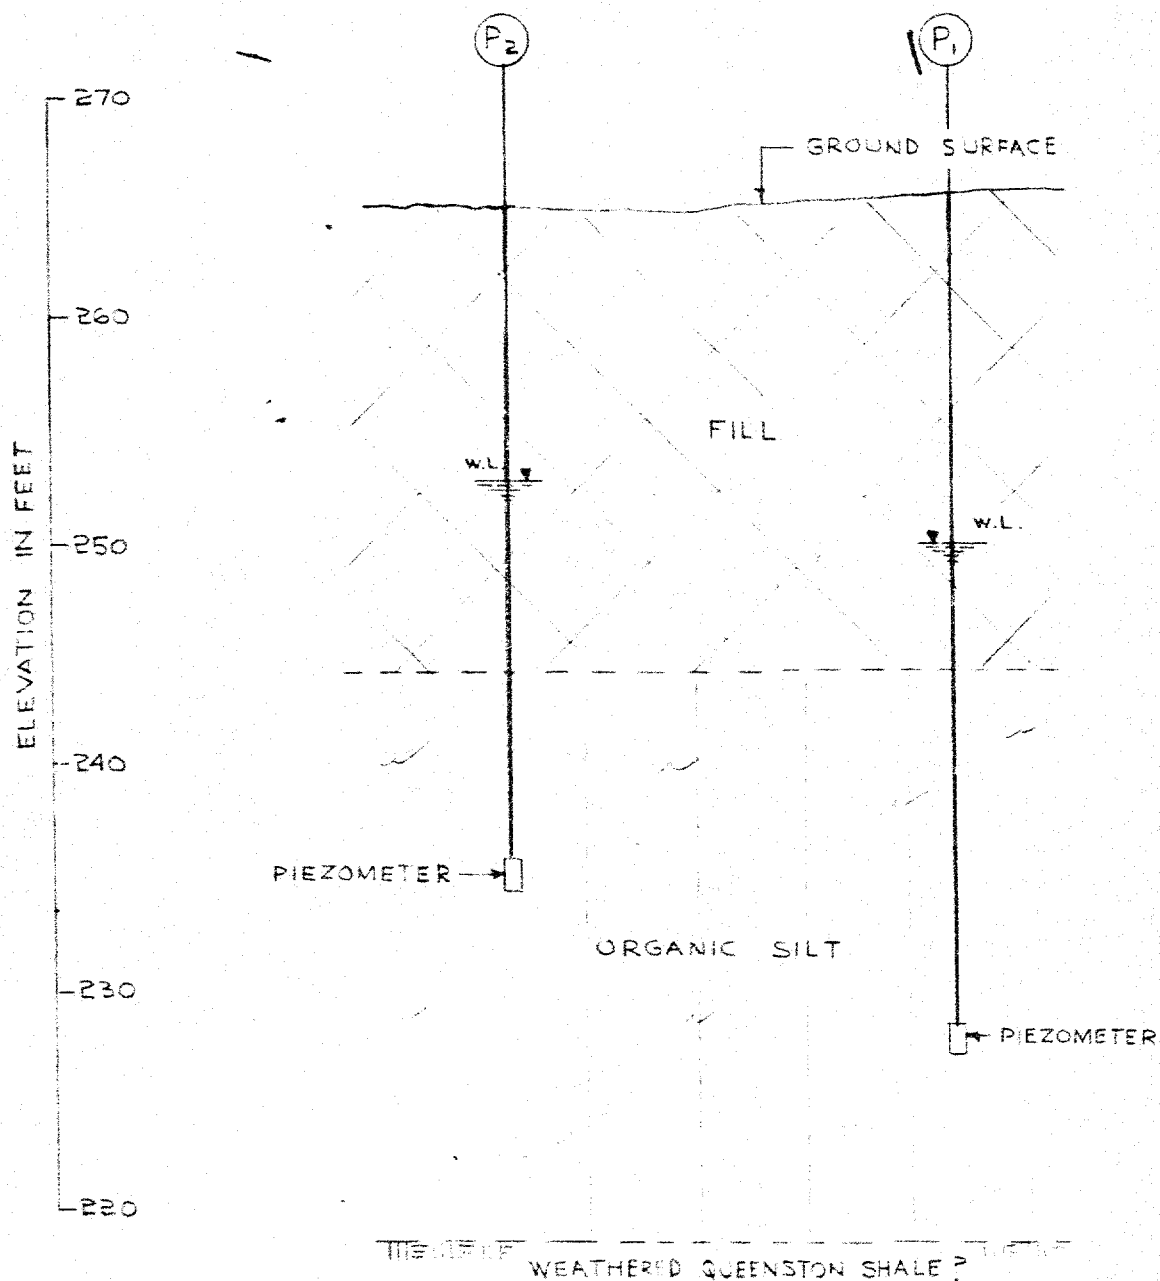 P2
P1
270
GROUND SURFACE
260
FILL
W.L.
W.L.
250
ELEVATION IN FEET
240
PIEZOMETER
ORGANIC SILT
230
PIEZOMETER
220
WEATHERED QUEENSTON SHALE ?